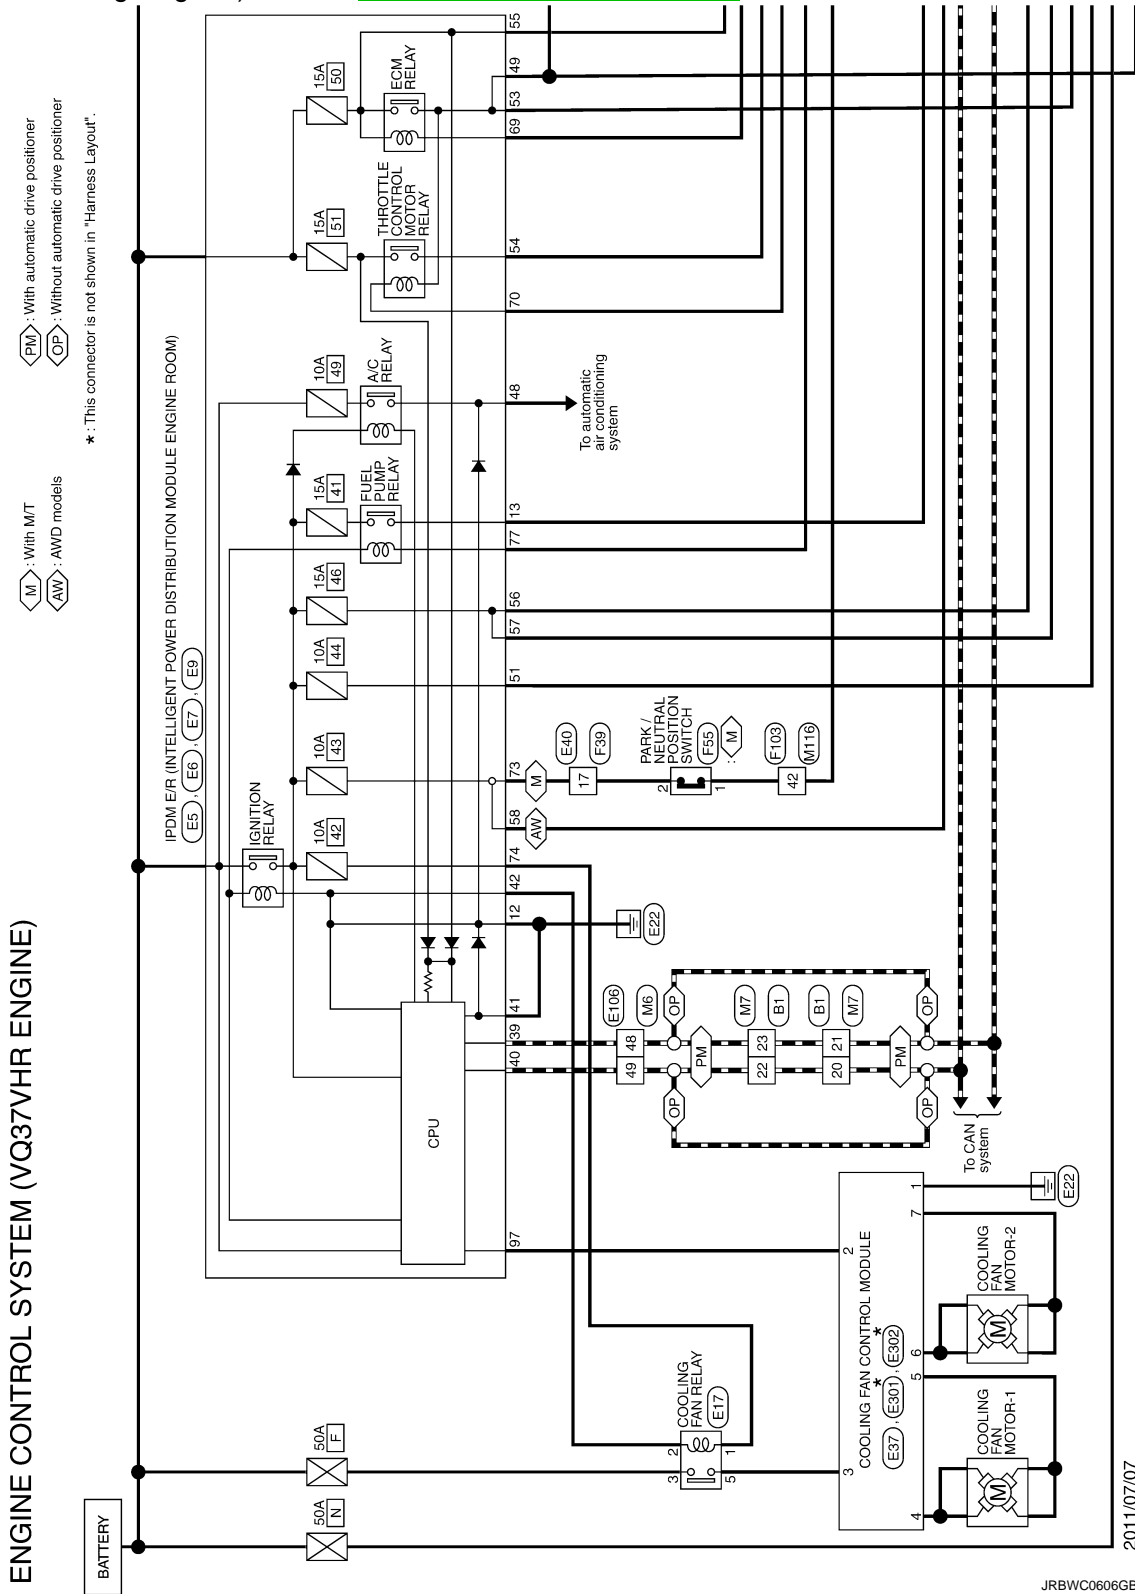 ENGINE CONTROL SYSTEM (VQ37VHR ENGINE)
M : With M/T
AW : AWD models
PM : With automatic drive positioner
OP : Without automatic drive positioner
* : This connector is not shown in "Harness Layout".
BATTERY
IPDM E/R (INTELLIGENT POWER DISTRIBUTION MODULE ENGINE ROOM)
E5 , E6 , E7 , E9
50A
N
50A
F
IGNITION
RELAY
10A
42
10A
43
10A
44
15A
46
15A
41
10A
49
15A
51
15A
50
FUEL
PUMP
RELAY
A/C
RELAY
THROTTLE
CONTROL
MOTOR
RELAY
ECM
RELAY
CPU
97
40
39
41
12
42
74
58
73
51
57
56
77
13
48
70
54
69
53
49
55
AW
M
E40
17
F39
PARK /
NEUTRAL
POSITION
SWITCH
F55
: M
2
1
F103
42
M116
To automatic
air conditioning
system
E22
E106
49
48
M6
OP
OP
PM
M7
22
23
B1
B1
20
21
M7
PM
OP
OP
To CAN
system
COOLING
FAN RELAY
E17
3
2
5
1
COOLING FAN CONTROL MODULE
E37 , E301 * , E302 *
3
2
4
5
6
7
1
E22
COOLING
FAN
MOTOR-1
M
COOLING
FAN
MOTOR-2
M
2011/07/07
JRBWC0606GB